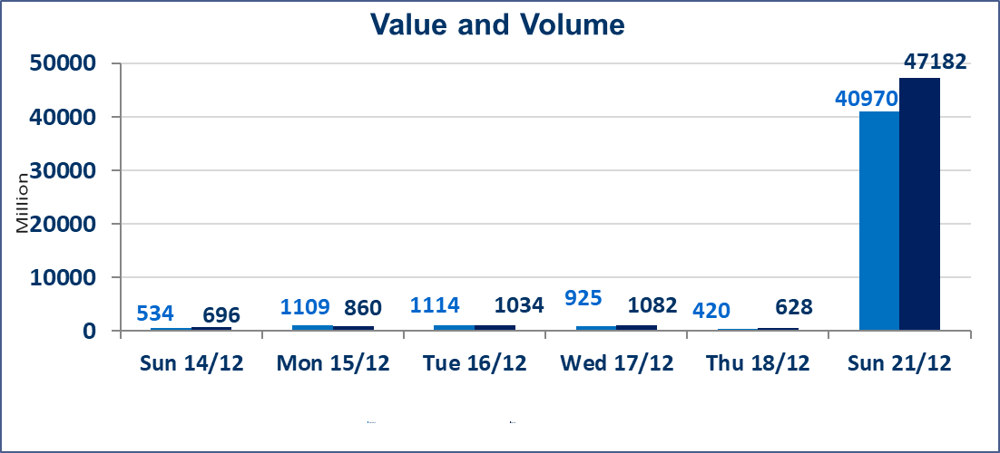 Value and Volume
Million
50000
40000
30000
20000
10000
0
534 696 1109 860 1114 1034 925 1082 420 628 40970 47182
Sun 14/12 Mon 15/12 Tue 16/12 Wed 17/12 Thu 18/12 Sun 21/12